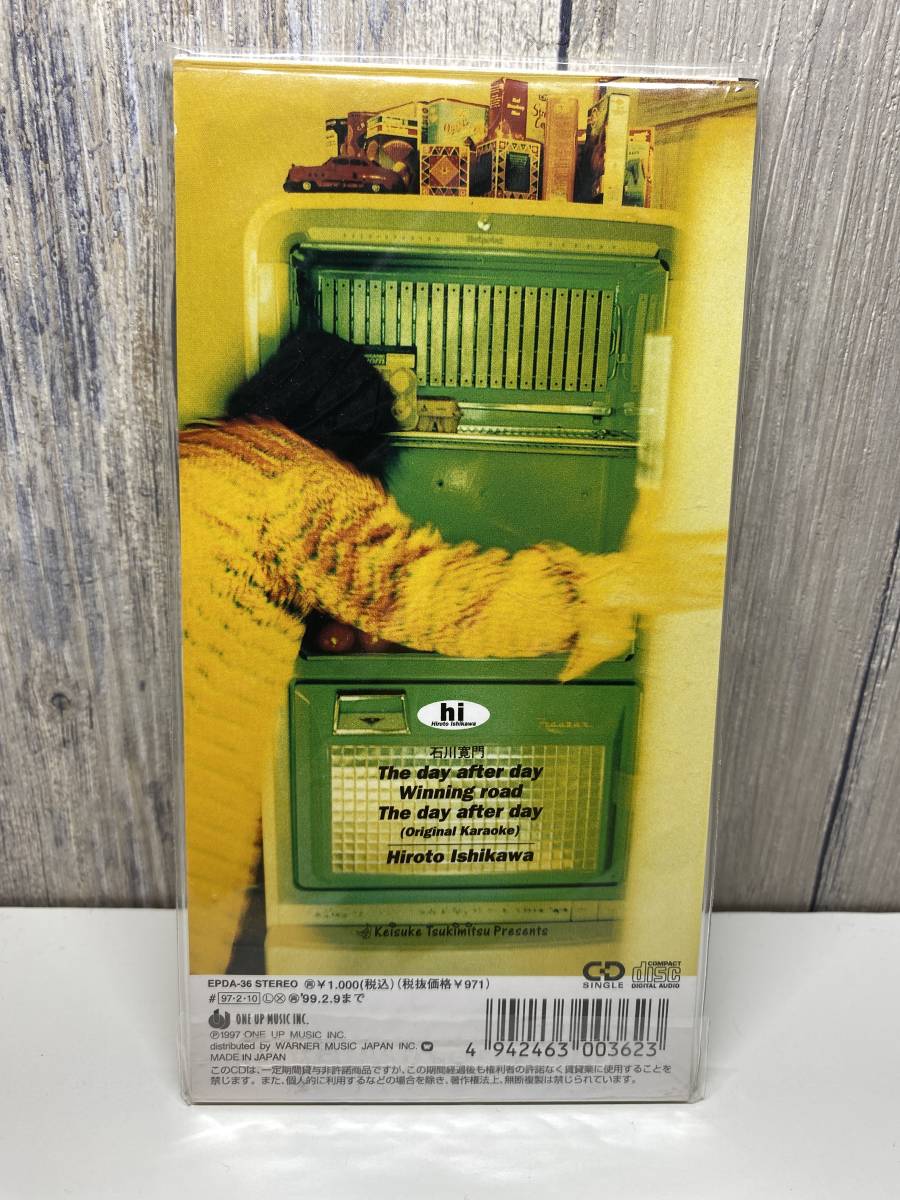 hi
Hiroto Ishikawa
石川寛門
The day after day
Winning road
The day after day
(Original Karaoke)
Hiroto Ishikawa
Keisuke Tsukimitsu Presents
EPDA-36 STEREO ㊢¥1,000(税込)(税抜価格¥971)
# 97・2・10 Ⓛ ㊢'99.2.9まで
CD SINGLE
COMPACT disc DIGITAL AUDIO
ONE UP MUSIC INC.
Ⓟ1997 ONE UP MUSIC INC.
distributed by WARNER MUSIC JAPAN INC.
MADE IN JAPAN
4 942463 003623
このCDは、一定期間貸与非許諾商品ですが、この期間経過後も権利者の許諾なく賃貸業に使用することを
禁じます。また、個人的に利用するなどの場合を除き、著作権法上、無断複製は禁じられています。